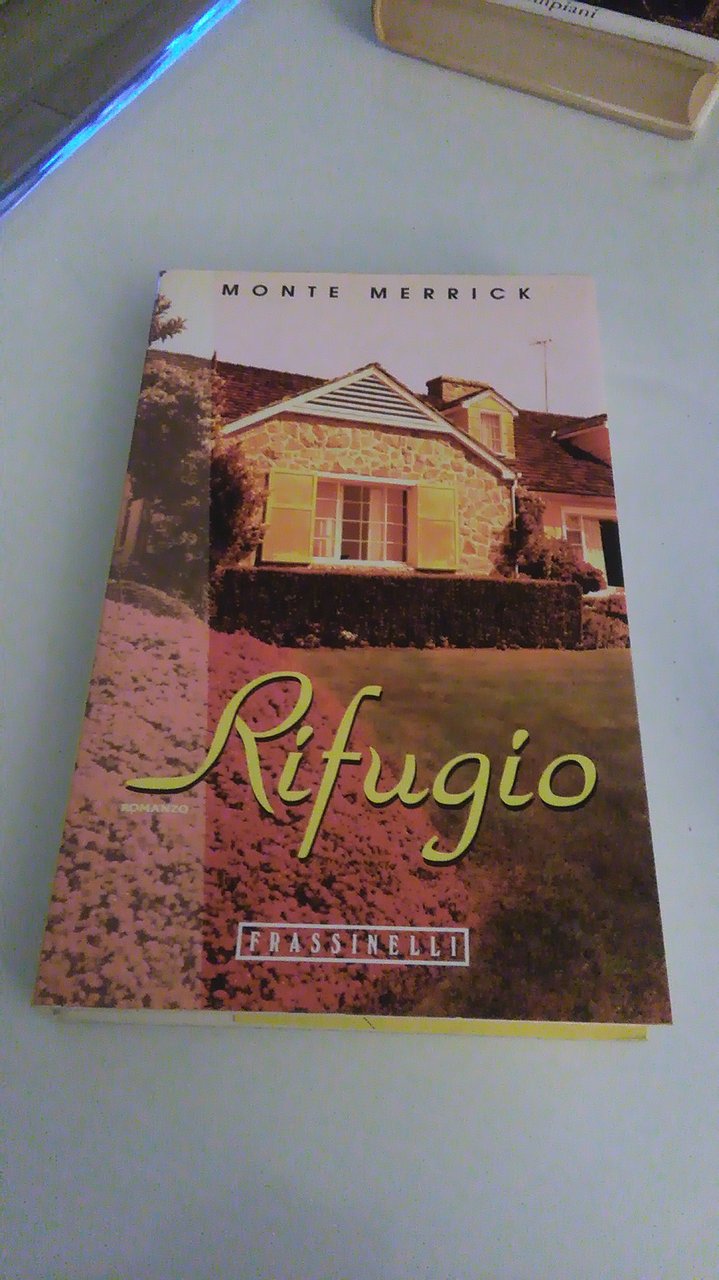 MONTE MERRICK
Rifugio
ROMANZO
FRASSINELLI